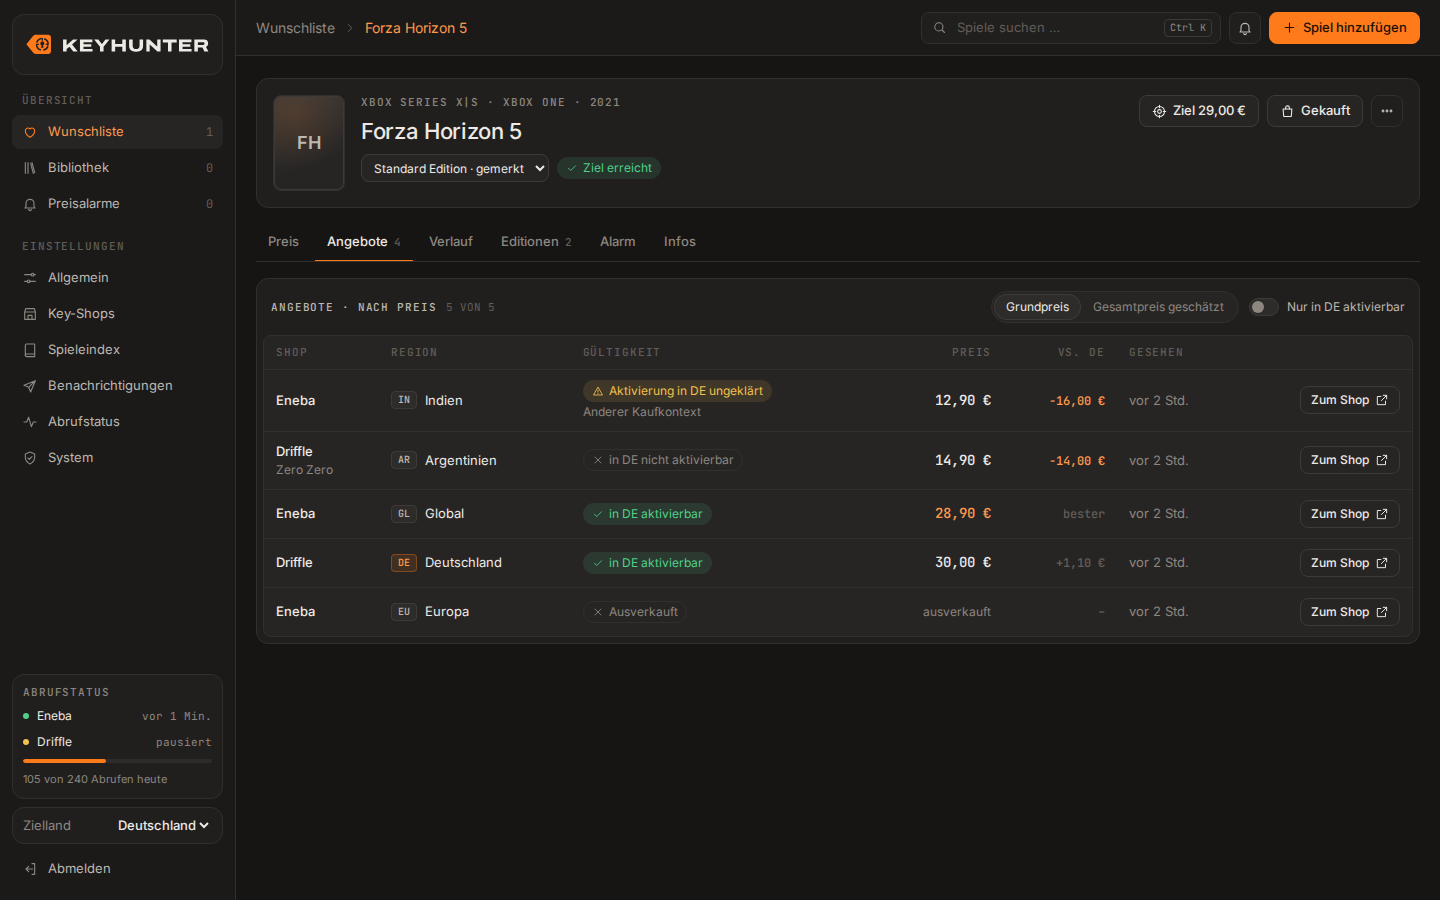 KEYHUNTER
Wunschliste > Forza Horizon 5
Spiele suchen ...
Ctrl K
+ Spiel hinzufügen
ÜBERSICHT
Wunschliste 1
Bibliothek 0
Preisalarme 0
EINSTELLUNGEN
Allgemein
Key-Shops
Spieleindex
Benachrichtigungen
Abrufstatus
System
ABRUFSTATUS
Eneba vor 1 Min.
Driffle pausiert
105 von 240 Abrufen heute
Zielland Deutschland
Abmelden
FH
XBOX SERIES X|S · XBOX ONE · 2021
Forza Horizon 5
Standard Edition · gemerkt
Ziel erreicht
Ziel 29,00 €
Gekauft
Preis
Angebote 4
Verlauf
Editionen 2
Alarm
Infos
ANGEBOTE · NACH PREIS 5 VON 5
Grundpreis
Gesamtpreis geschätzt
Nur in DE aktivierbar
SHOP REGION GÜLTIGKEIT PREIS VS. DE GESEHEN
Eneba IN Indien Aktivierung in DE ungeklärt 12,90 € -16,00 € vor 2 Std. Zum Shop
Anderer Kaufkontext
Driffle AR Argentinien in DE nicht aktivierbar 14,90 € -14,00 € vor 2 Std. Zum Shop
Zero Zero
Eneba GL Global in DE aktivierbar 28,90 € bester vor 2 Std. Zum Shop
Driffle DE Deutschland in DE aktivierbar 30,00 € +1,10 € vor 2 Std. Zum Shop
Eneba EU Europa Ausverkauft ausverkauft – vor 2 Std. Zum Shop